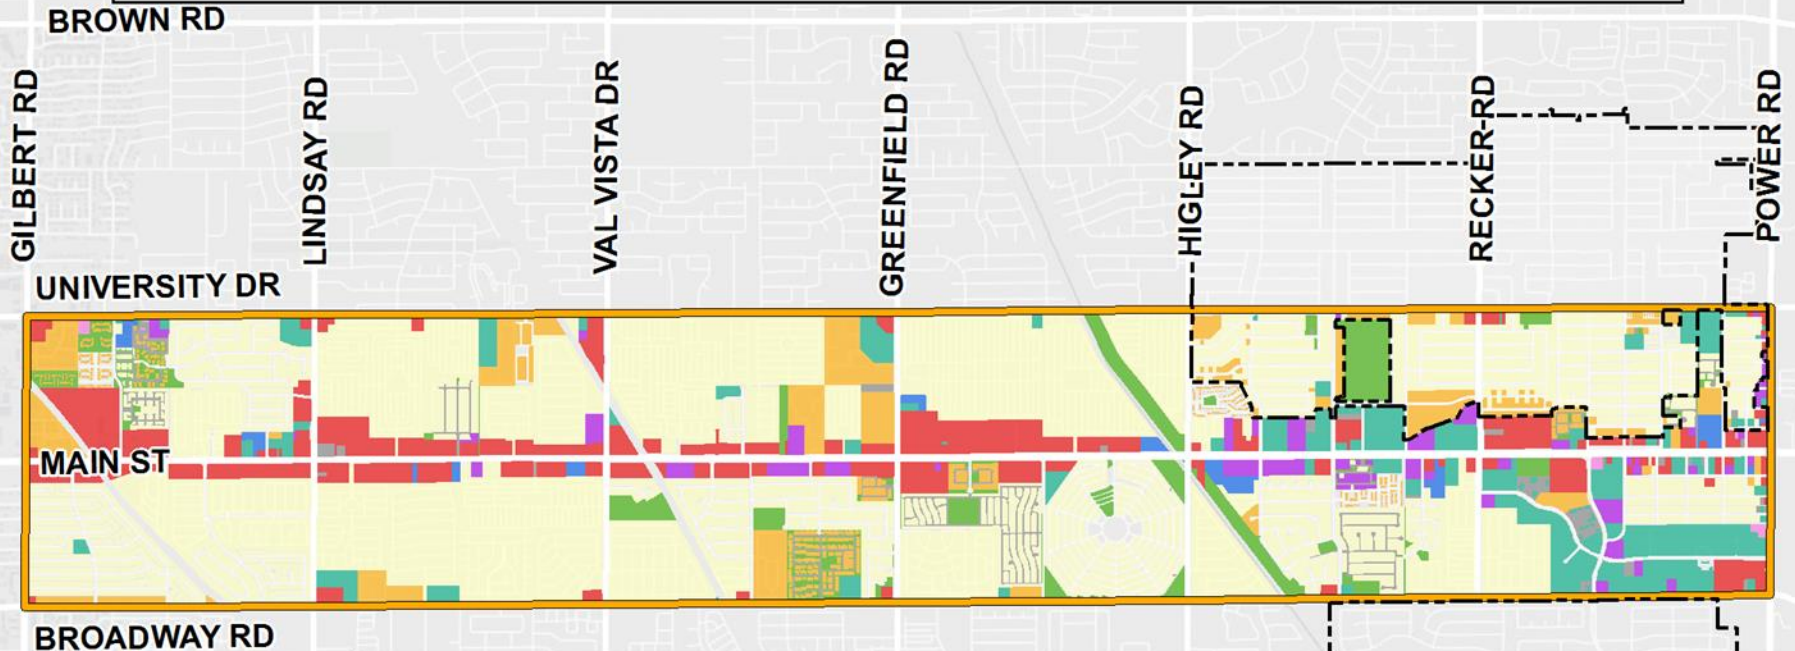 BROWN RD
GILBERT RD
LINDSAY RD
VAL VISTA DR
GREENFIELD RD
HIGLEY RD
RECKER RD
POWER RD
UNIVERSITY DR
MAIN ST
BROADWAY RD